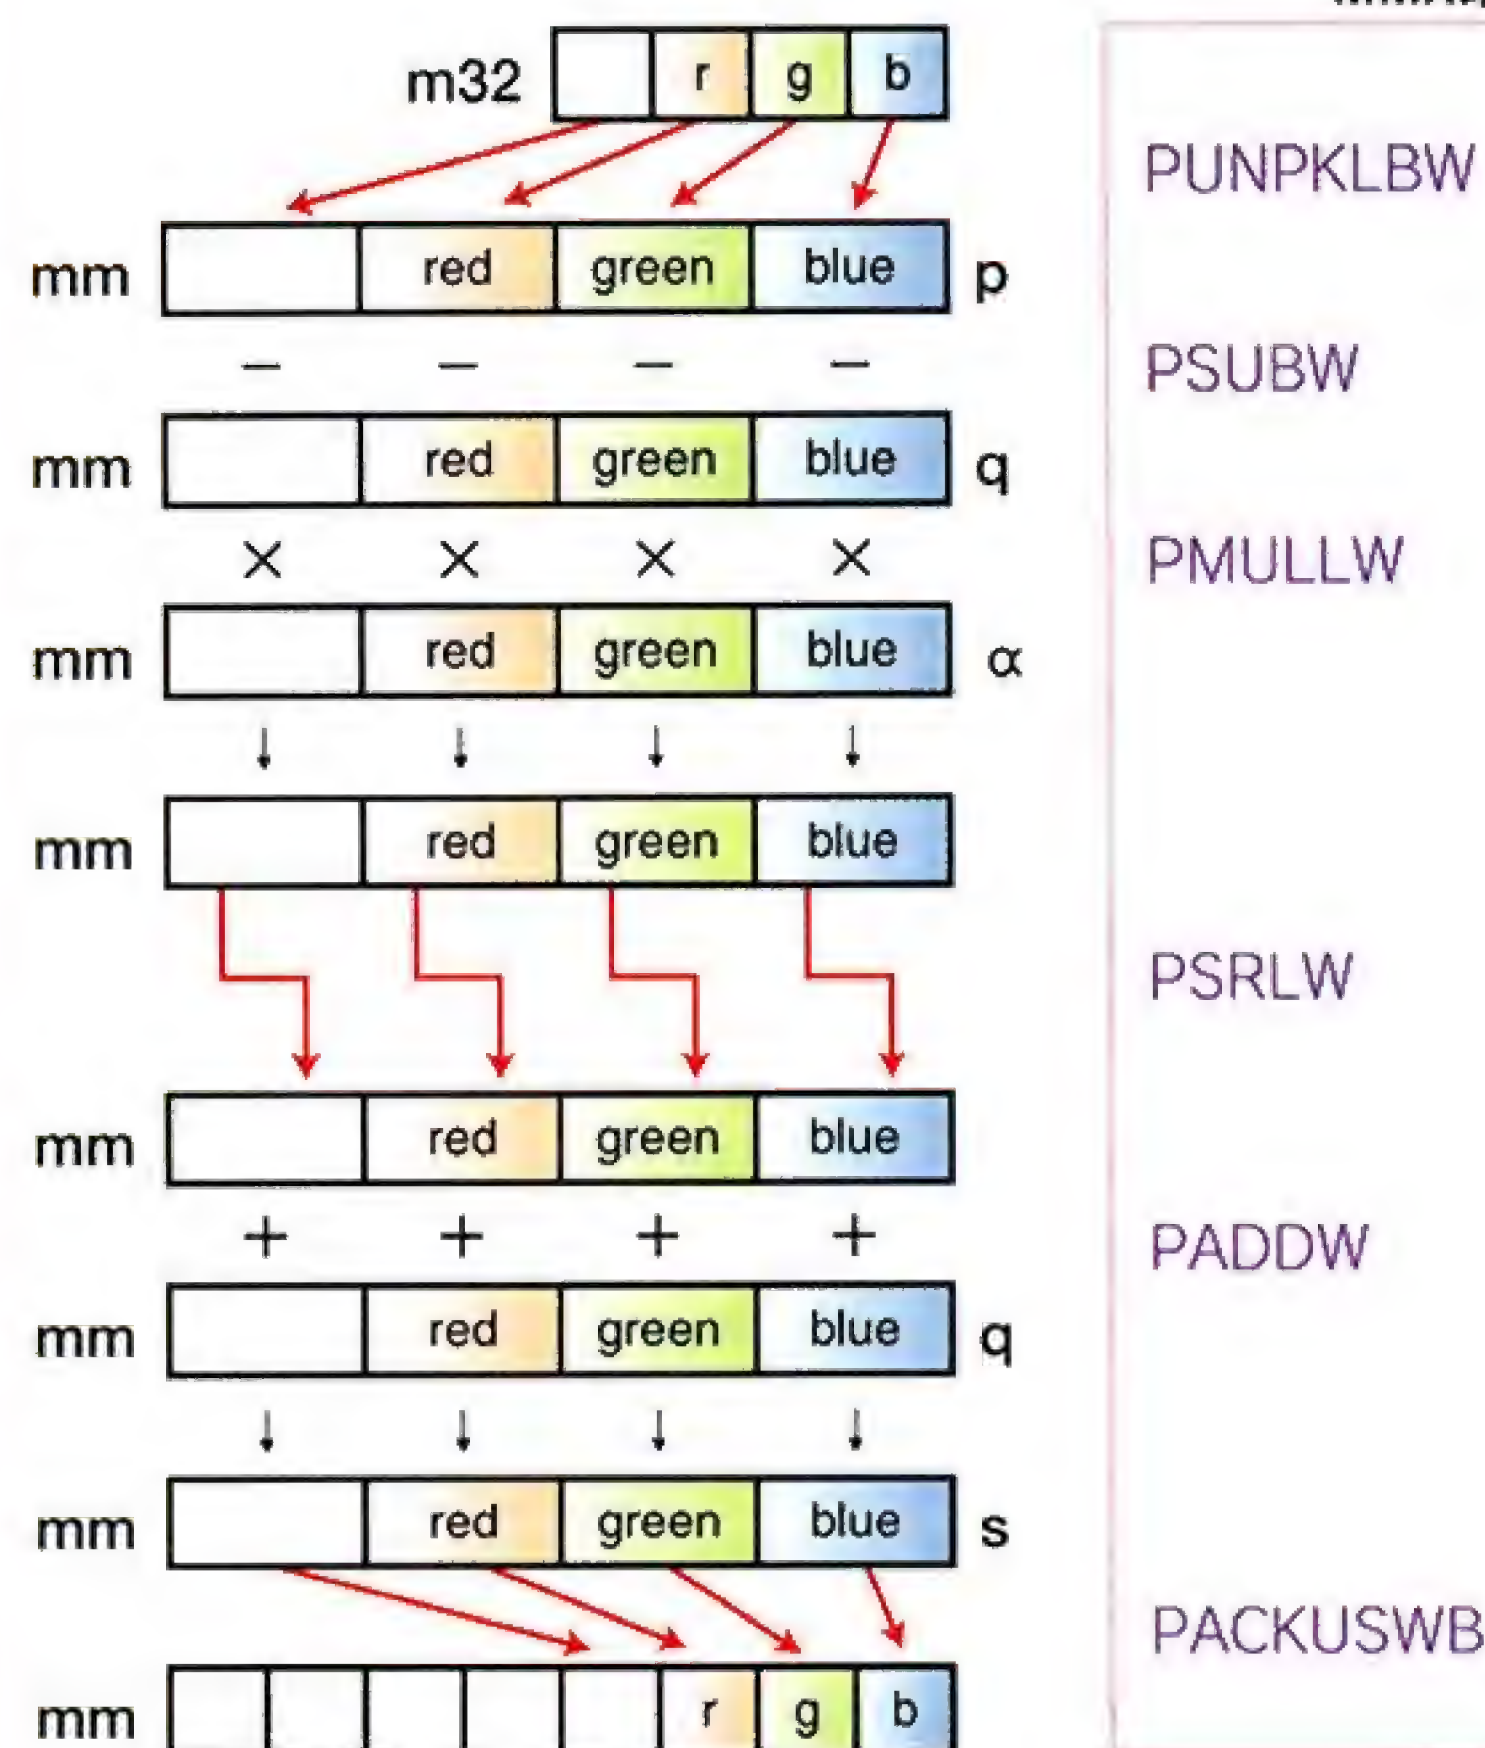 m32 r g b
PUNPKLBW
mm red green blue p
− − − −
PSUBW
mm red green blue q
× × × ×
PMULLW
mm red green blue α
↓ ↓ ↓ ↓
mm red green blue
PSRLW
mm red green blue
+ + + +
PADDW
mm red green blue q
↓ ↓ ↓ ↓
mm red green blue s
PACKUSWB
mm r g b